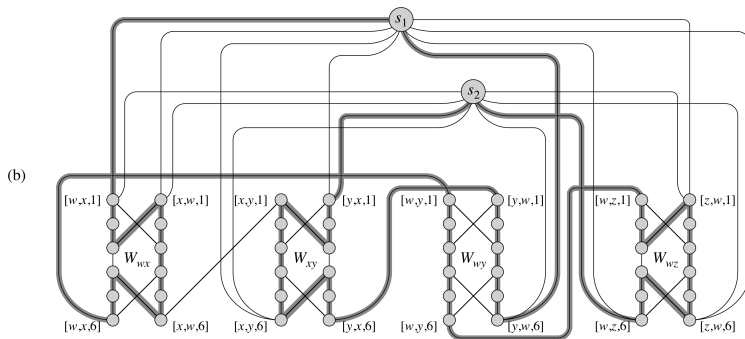 s1
s2
(b)
[w,x,1] [x,w,1] [x,y,1] [y,x,1] [w,y,1] [y,w,1] [w,z,1] [z,w,1]
Wwx Wxy Wwy Wwz
[w,x,6] [x,w,6] [x,y,6] [y,x,6] [w,y,6] [y,w,6] [w,z,6] [z,w,6]